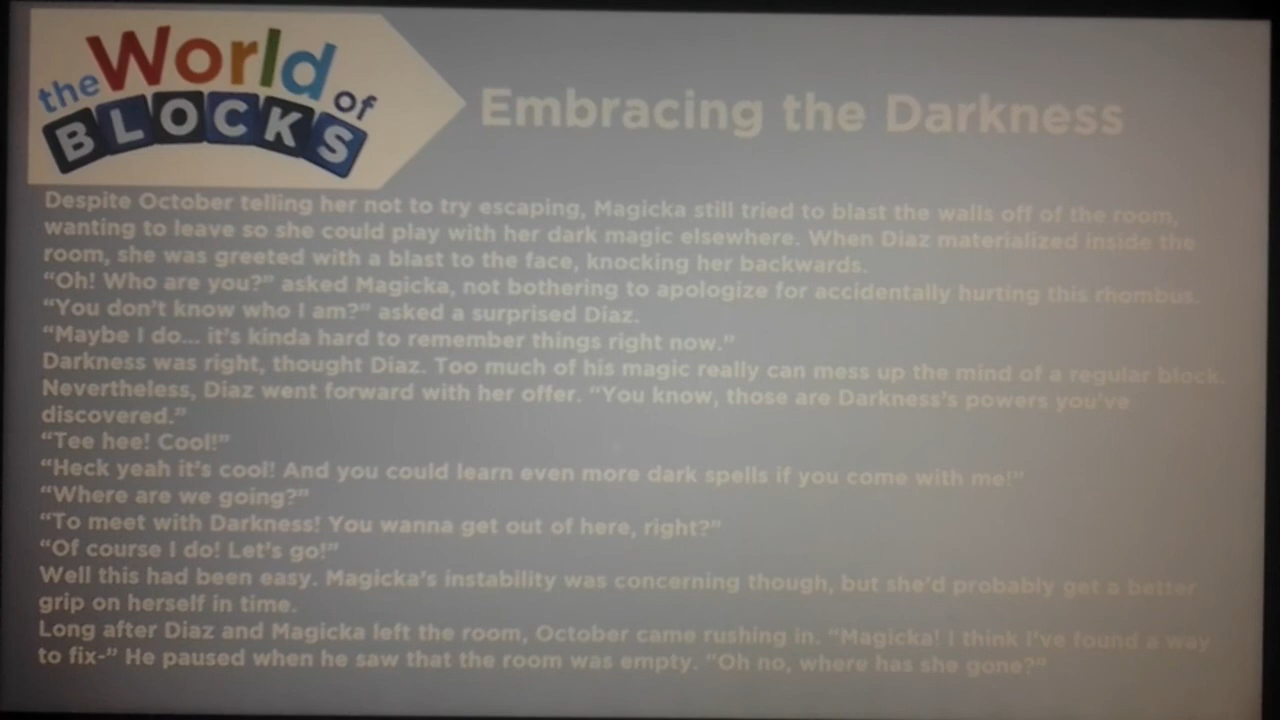 the World of
BLOCKS
Embracing the Darkness
Despite October telling her not to try escaping, Magicka still tried to blast the walls off of the room,
wanting to leave so she could play with her dark magic elsewhere. When Diaz materialized inside the
room, she was greeted with a blast to the face, knocking her backwards.
“Oh! Who are you?” asked Magicka, not bothering to apologize for accidentally hurting this rhombus.
“You don’t know who I am?” asked a surprised Diaz.
“Maybe I do... it’s kinda hard to remember things right now.”
Darkness was right, thought Diaz. Too much of his magic really can mess up the mind of a regular block.
Nevertheless, Diaz went forward with her offer. “You know, those are Darkness’s powers you’ve
discovered.”
“Tee hee! Cool!”
“Heck yeah it’s cool! And you could learn even more dark spells if you come with me!”
“Where are we going?”
“To meet with Darkness! You wanna get out of here, right?”
“Of course I do! Let’s go!”
Well this had been easy. Magicka’s instability was concerning though, but she’d probably get a better
grip on herself in time.
Long after Diaz and Magicka left the room, October came rushing in. “Magicka! I think I’ve found a way
to fix-” He paused when he saw that the room was empty. “Oh no, where has she gone?”